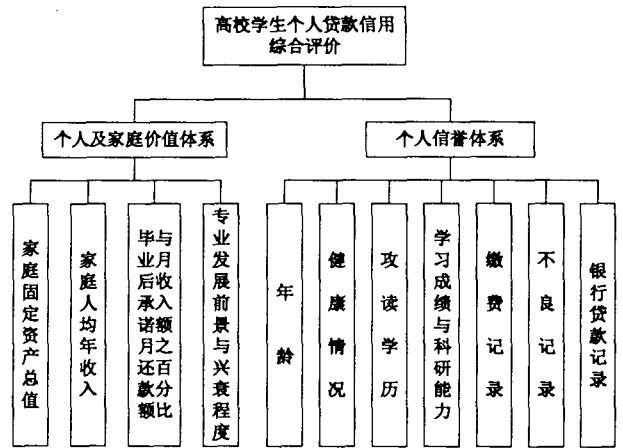 高校学生个人贷款信用
综合评价
个人及家庭价值体系
个人信誉体系
家庭固定资产总值
家庭人均年收入
毕业后承诺月还款额
与月收入额之百分比
专业发展前景与兴衰程度
年龄
健康情况
攻读学历
学习成绩与科研能力
缴费记录
不良记录
银行贷款记录